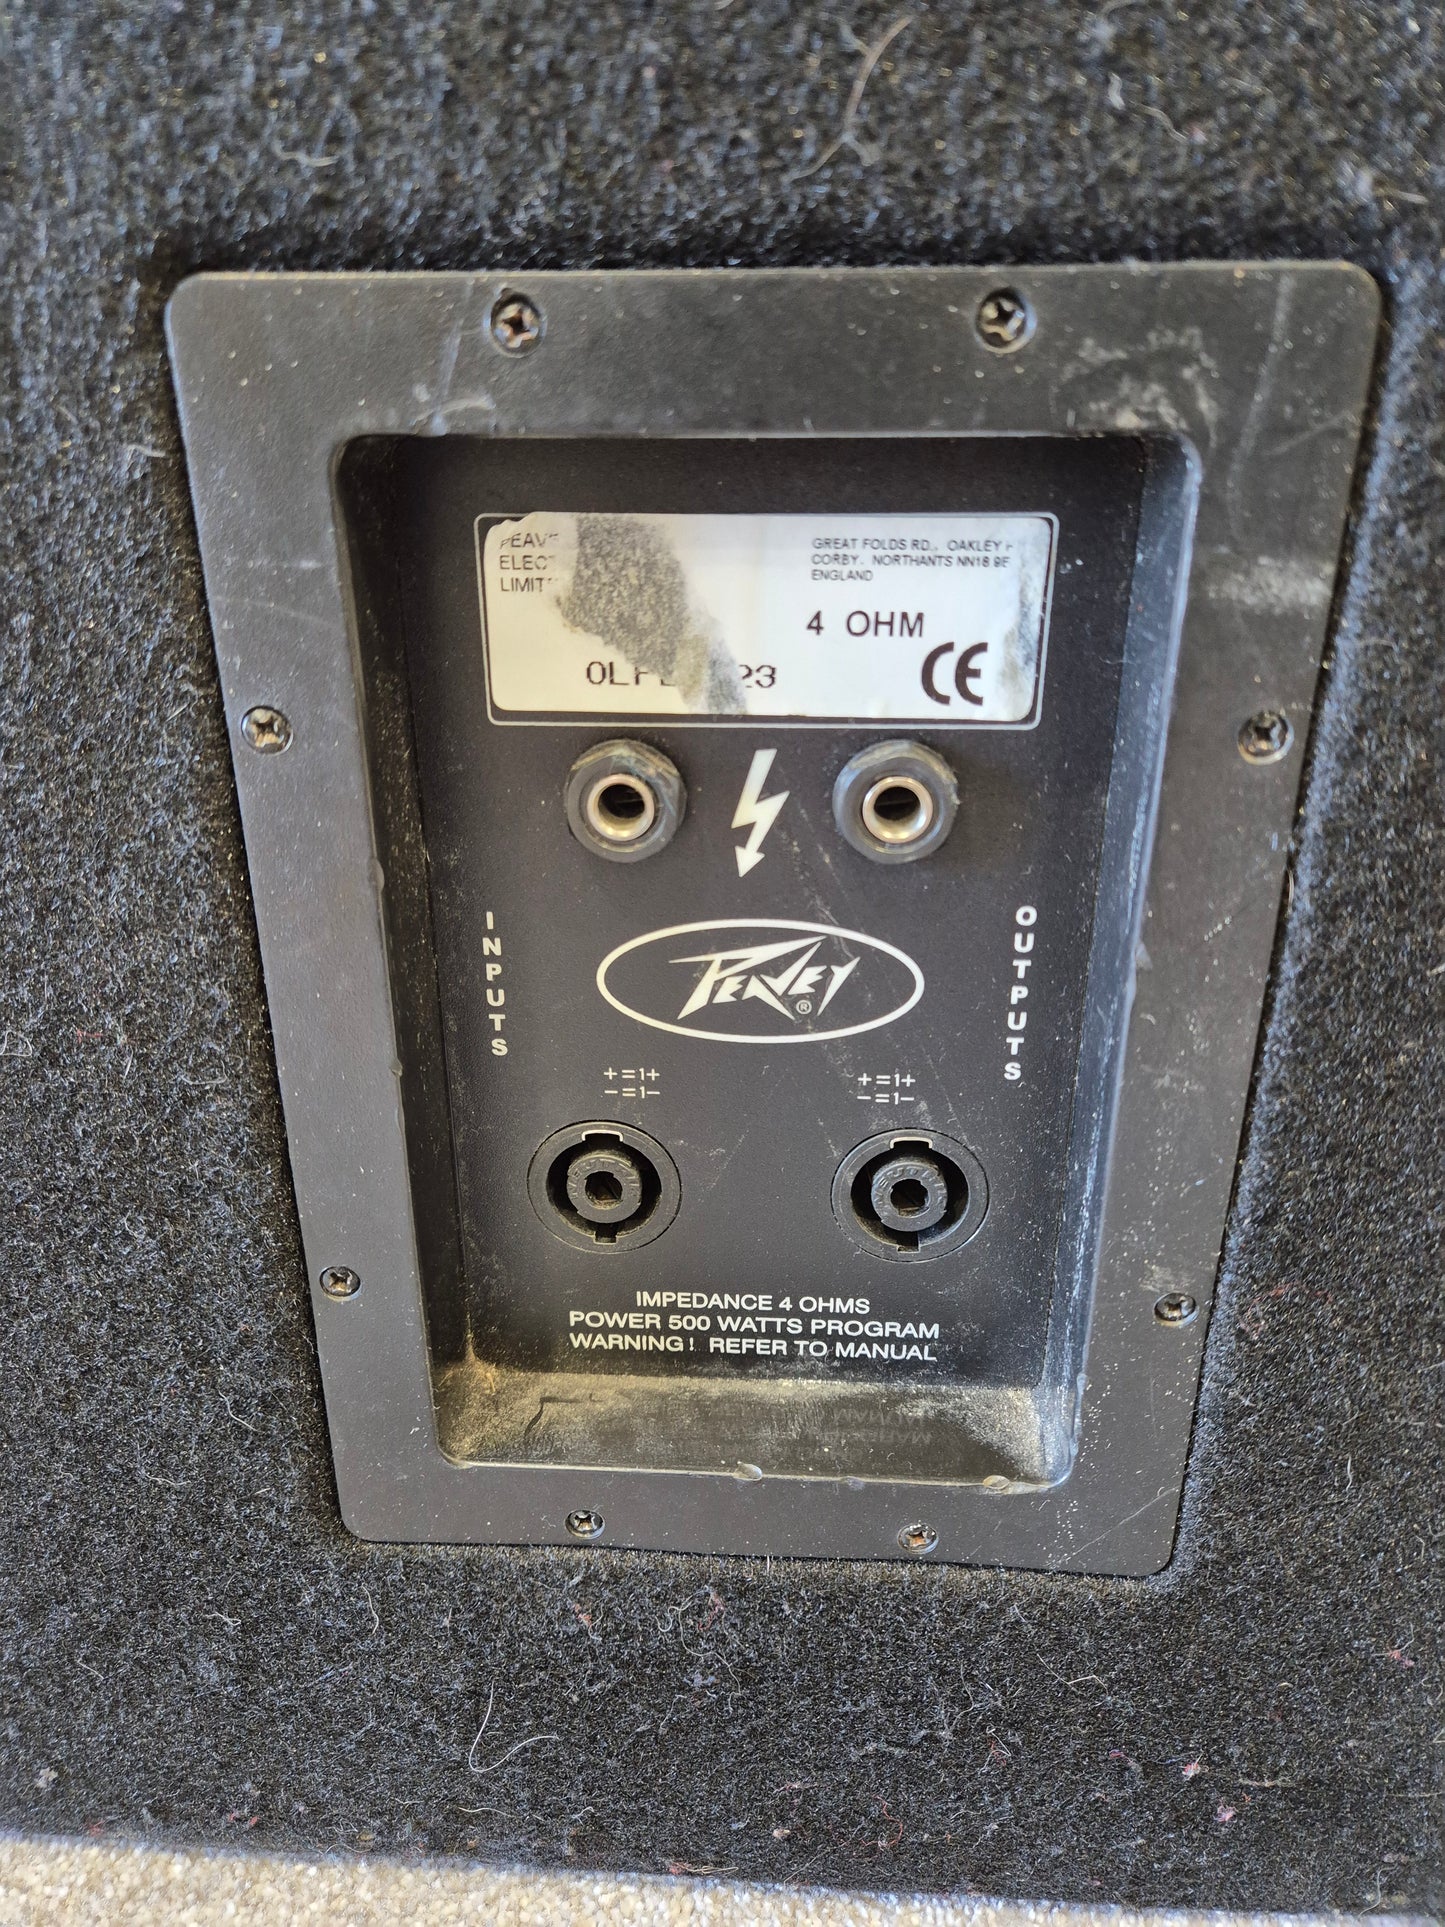 GREAT FOLDS RD., OAKLEY
CORBY. NORTHANTS NN18
ENGLAND
4 OHM
CE
INPUTS
OUTPUTS
PEAVEY ®
+=1+
-=1-
+=1+
-=1-
IMPEDANCE 4 OHMS
POWER 500 WATTS PROGRAM
WARNING! REFER TO MANUAL